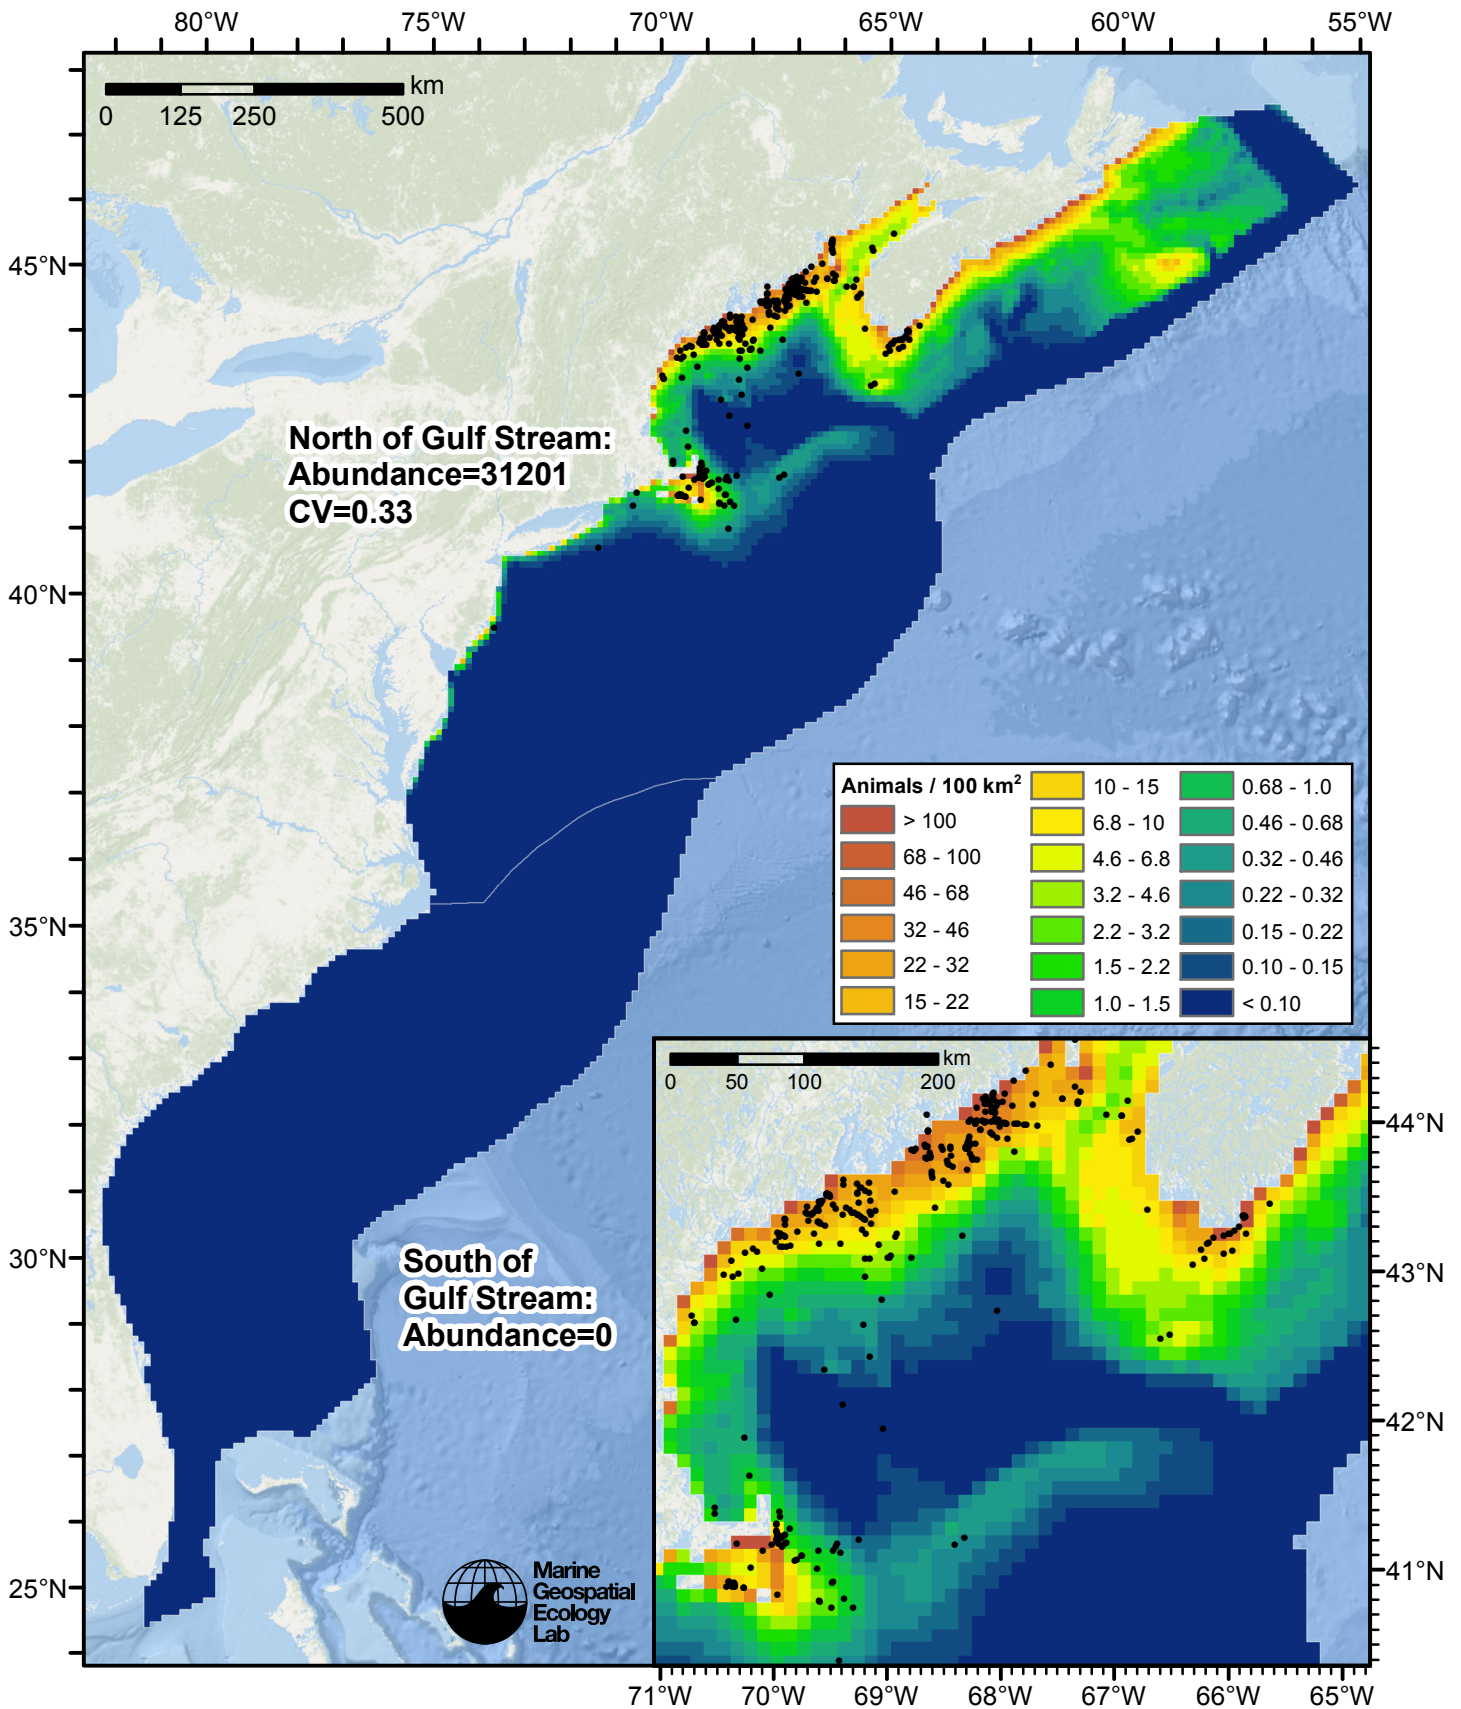 80°W 75°W 70°W 65°W 60°W 55°W
km
0 125 250 500
45°N
40°N
35°N
30°N
25°N
North of Gulf Stream:
Abundance=31201
CV=0.33
South of
Gulf Stream:
Abundance=0
Animals / 100 km²
> 100
68 - 100
46 - 68
32 - 46
22 - 32
15 - 22
10 - 15
6.8 - 10
4.6 - 6.8
3.2 - 4.6
2.2 - 3.2
1.5 - 2.2
1.0 - 1.5
0.68 - 1.0
0.46 - 0.68
0.32 - 0.46
0.22 - 0.32
0.15 - 0.22
0.10 - 0.15
< 0.10
km
0 50 100 200
44°N
43°N
42°N
41°N
Marine
Geospatial
Ecology
Lab
71°W 70°W 69°W 68°W 67°W 66°W 65°W